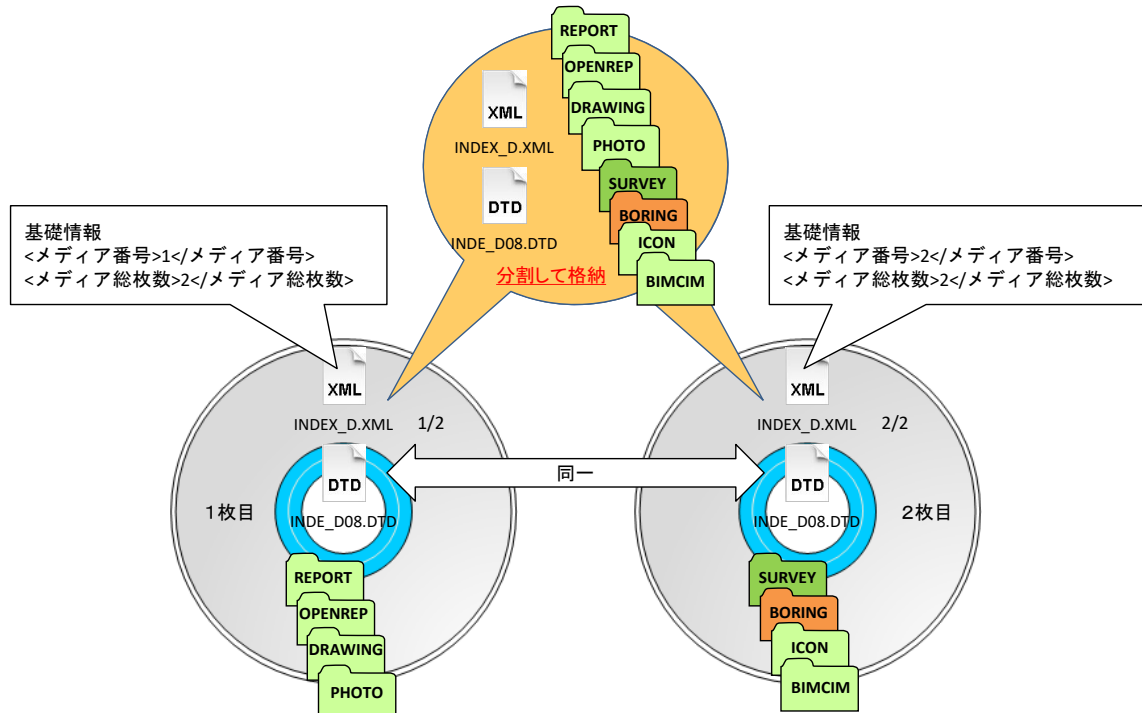 REPORT
OPENREP
DRAWING
PHOTO
SURVEY
BORING
ICON
BIMCIM
XML
INDEX_D.XML
DTD
INDE_D08.DTD
分割して格納
基礎情報
<メディア番号>1</メディア番号>
<メディア総枚数>2</メディア総枚数>
基礎情報
<メディア番号>2</メディア番号>
<メディア総枚数>2</メディア総枚数>
XML
INDEX_D.XML
1/2
DTD
INDE_D08.DTD
1枚目
REPORT
OPENREP
DRAWING
PHOTO
同一
XML
INDEX_D.XML
2/2
DTD
INDE_D08.DTD
２枚目
SURVEY
BORING
ICON
BIMCIM